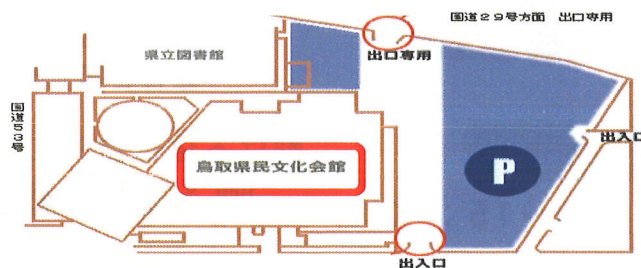 国道29号方面 出口専用
県立図書館
出口専用
国道53号
出入口
鳥取県民文化会館
P
出入口